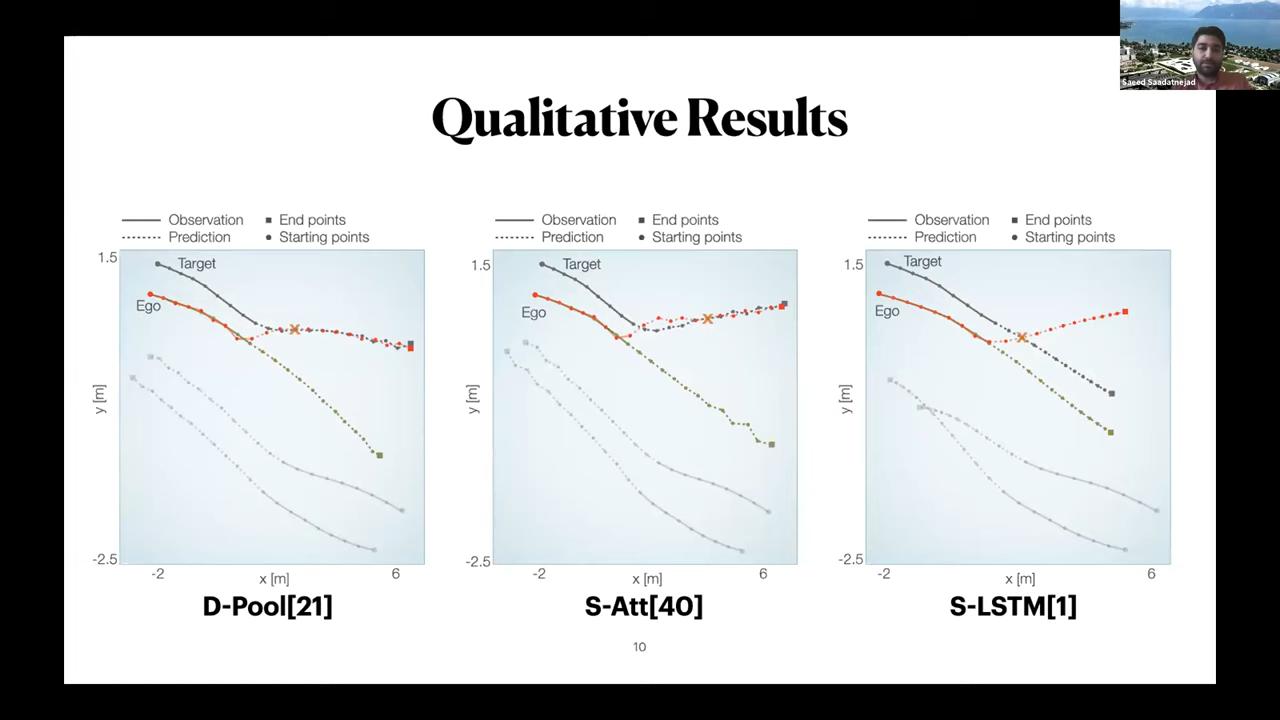 Saeed Saadatnejad
Qualitative Results
Observation
End points
Prediction
Starting points
1.5
Target
Ego
y [m]
-2.5
-2
x [m]
6
D-Pool[21]
Observation
End points
Prediction
Starting points
1.5
Target
Ego
y [m]
-2.5
-2
x [m]
6
S-Att[40]
Observation
End points
Prediction
Starting points
1.5
Target
Ego
y [m]
-2.5
-2
x [m]
6
S-LSTM[1]
10